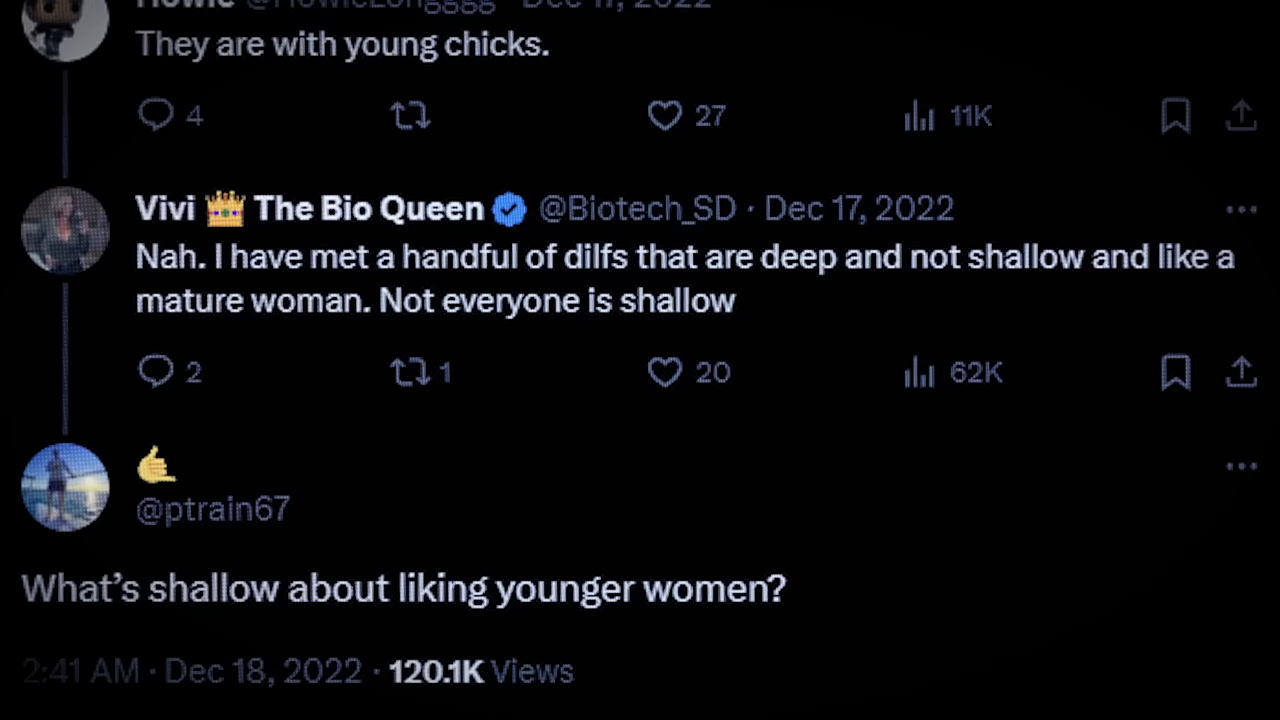 They are with young chicks.
4 27 11K
Vivi 👑 The Bio Queen @Biotech_SD · Dec 17, 2022
Nah. I have met a handful of dilfs that are deep and not shallow and like a
mature woman. Not everyone is shallow
2 1 20 62K
🤙
@ptrain67
What's shallow about liking younger women?
2:41 AM · Dec 18, 2022 · 120.1K Views